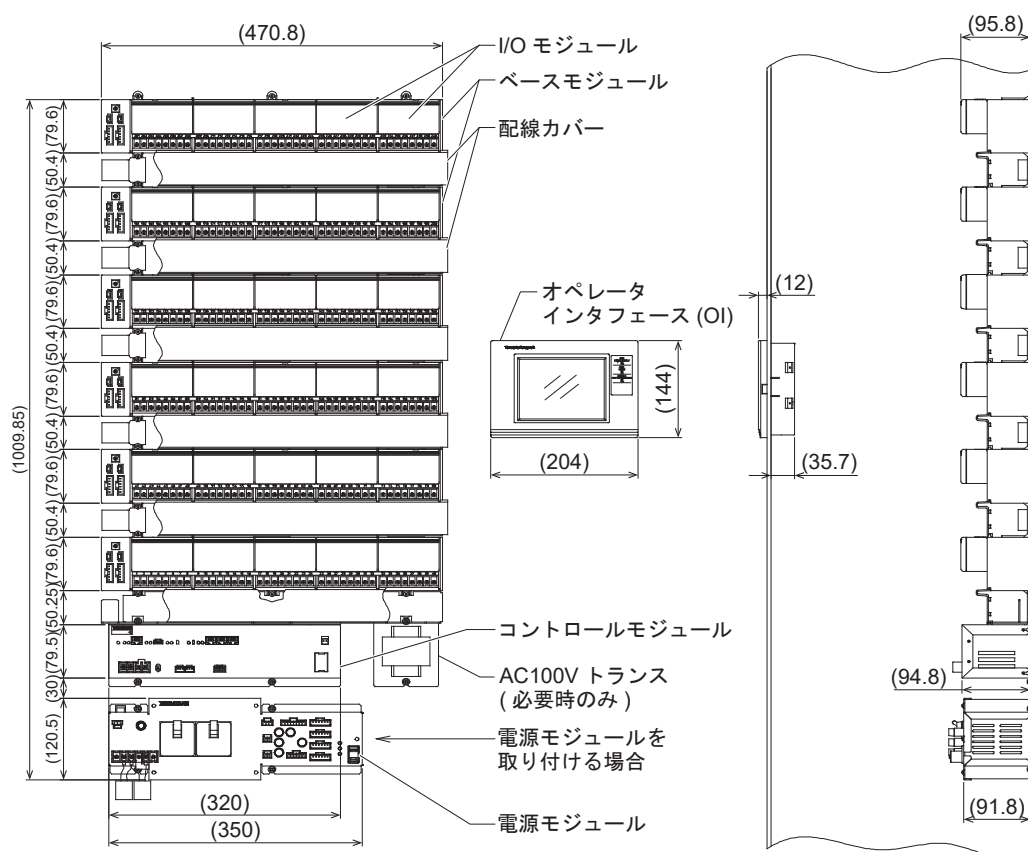 (470.8)
I/O モジュール
ベースモジュール
配線カバー
(95.8)
(79.6)
(50.4)
(79.6)
(50.4)
(79.6)
(50.4)
(79.6)
(50.4)
(79.6)
(50.4)
(79.6)
(50.25)
(79.5)
(30)
(120.5)
(1009.85)
オペレータ
インタフェース (OI)
(12)
(144)
(204)
(35.7)
コントロールモジュール
AC100V トランス
( 必要時のみ )
(94.8)
電源モジュールを
取り付ける場合
(320)
(350)
電源モジュール
(91.8)